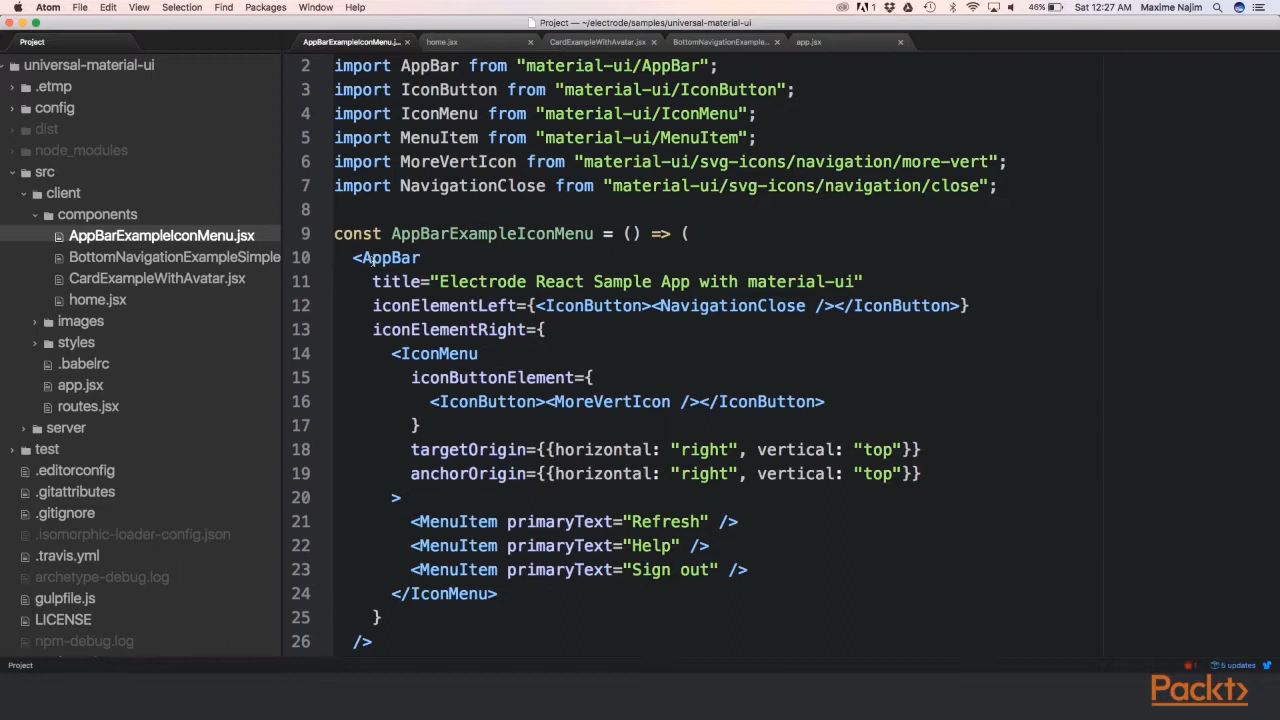 Atom File Edit View Selection Find Packages Window Help 1 46% Sat 12:27 AM Maxime Najim
Project — ~/electrode/samples/universal-material-ui
Project
AppBarExampleIconMenu.j... home.jsx CardExampleWithAvatar.jsx BottomNavigationExample... app.jsx
universal-material-ui
.etmp
config
dist
node_modules
src
client
components
AppBarExampleIconMenu.jsx
BottomNavigationExampleSimple
CardExampleWithAvatar.jsx
home.jsx
images
styles
.babelrc
app.jsx
routes.jsx
server
test
.editorconfig
.gitattributes
.gitignore
.isomorphic-loader-config.json
.travis.yml
archetype-debug.log
gulpfile.js
LICENSE
npm-debug.log
2 import AppBar from "material-ui/AppBar";
3 import IconButton from "material-ui/IconButton";
4 import IconMenu from "material-ui/IconMenu";
5 import MenuItem from "material-ui/MenuItem";
6 import MoreVertIcon from "material-ui/svg-icons/navigation/more-vert";
7 import NavigationClose from "material-ui/svg-icons/navigation/close";
8
9 const AppBarExampleIconMenu = () => (
10 <AppBar
11 title="Electrode React Sample App with material-ui"
12 iconElementLeft={<IconButton><NavigationClose /></IconButton>}
13 iconElementRight={
14 <IconMenu
15 iconButtonElement={
16 <IconButton><MoreVertIcon /></IconButton>
17 }
18 targetOrigin={{horizontal: "right", vertical: "top"}}
19 anchorOrigin={{horizontal: "right", vertical: "top"}}
20 >
21 <MenuItem primaryText="Refresh" />
22 <MenuItem primaryText="Help" />
23 <MenuItem primaryText="Sign out" />
24 </IconMenu>
25 }
26 />
Project 1 5 updates
Packt>